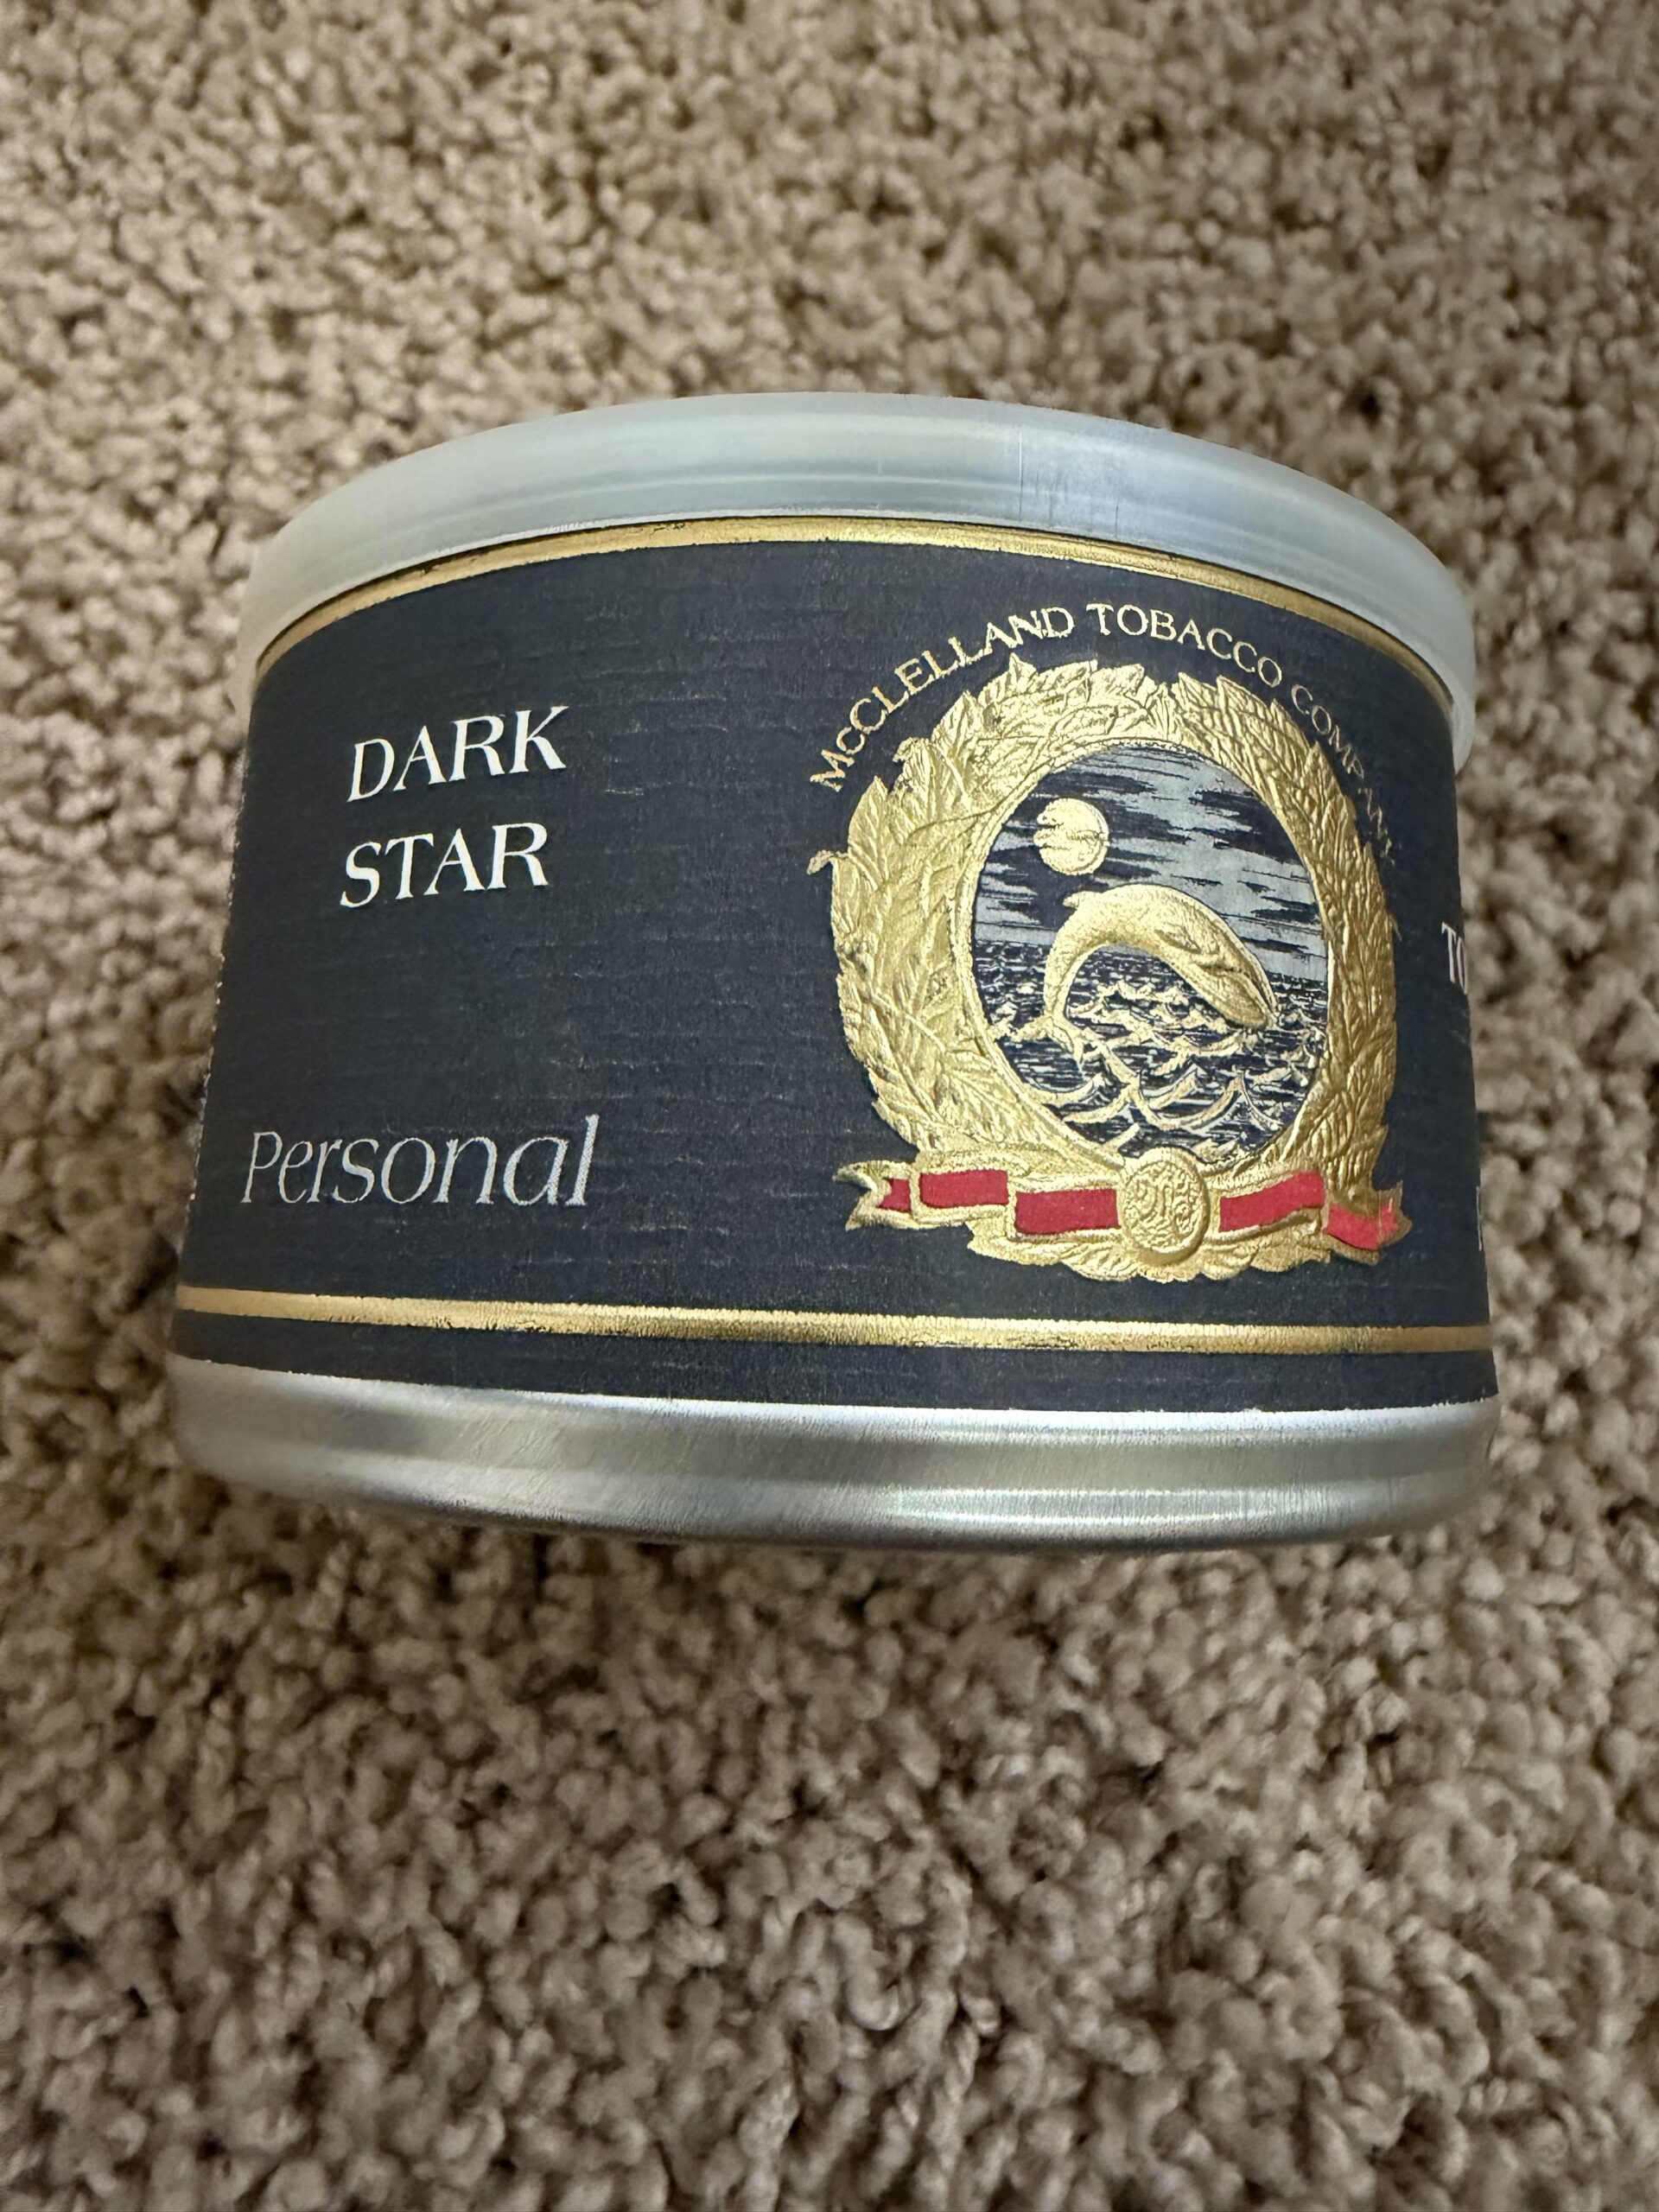 McCLELLAND TOBACCO COMPANY
DARK
STAR
Personal